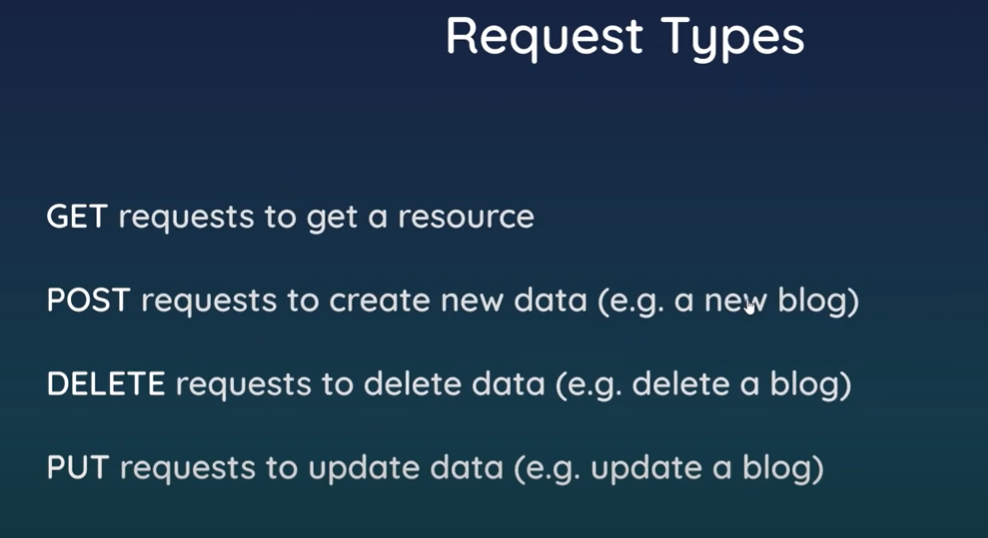 Request Types
GET requests to get a resource
POST requests to create new data (e.g. a new blog)
DELETE requests to delete data (e.g. delete a blog)
PUT requests to update data (e.g. update a blog)